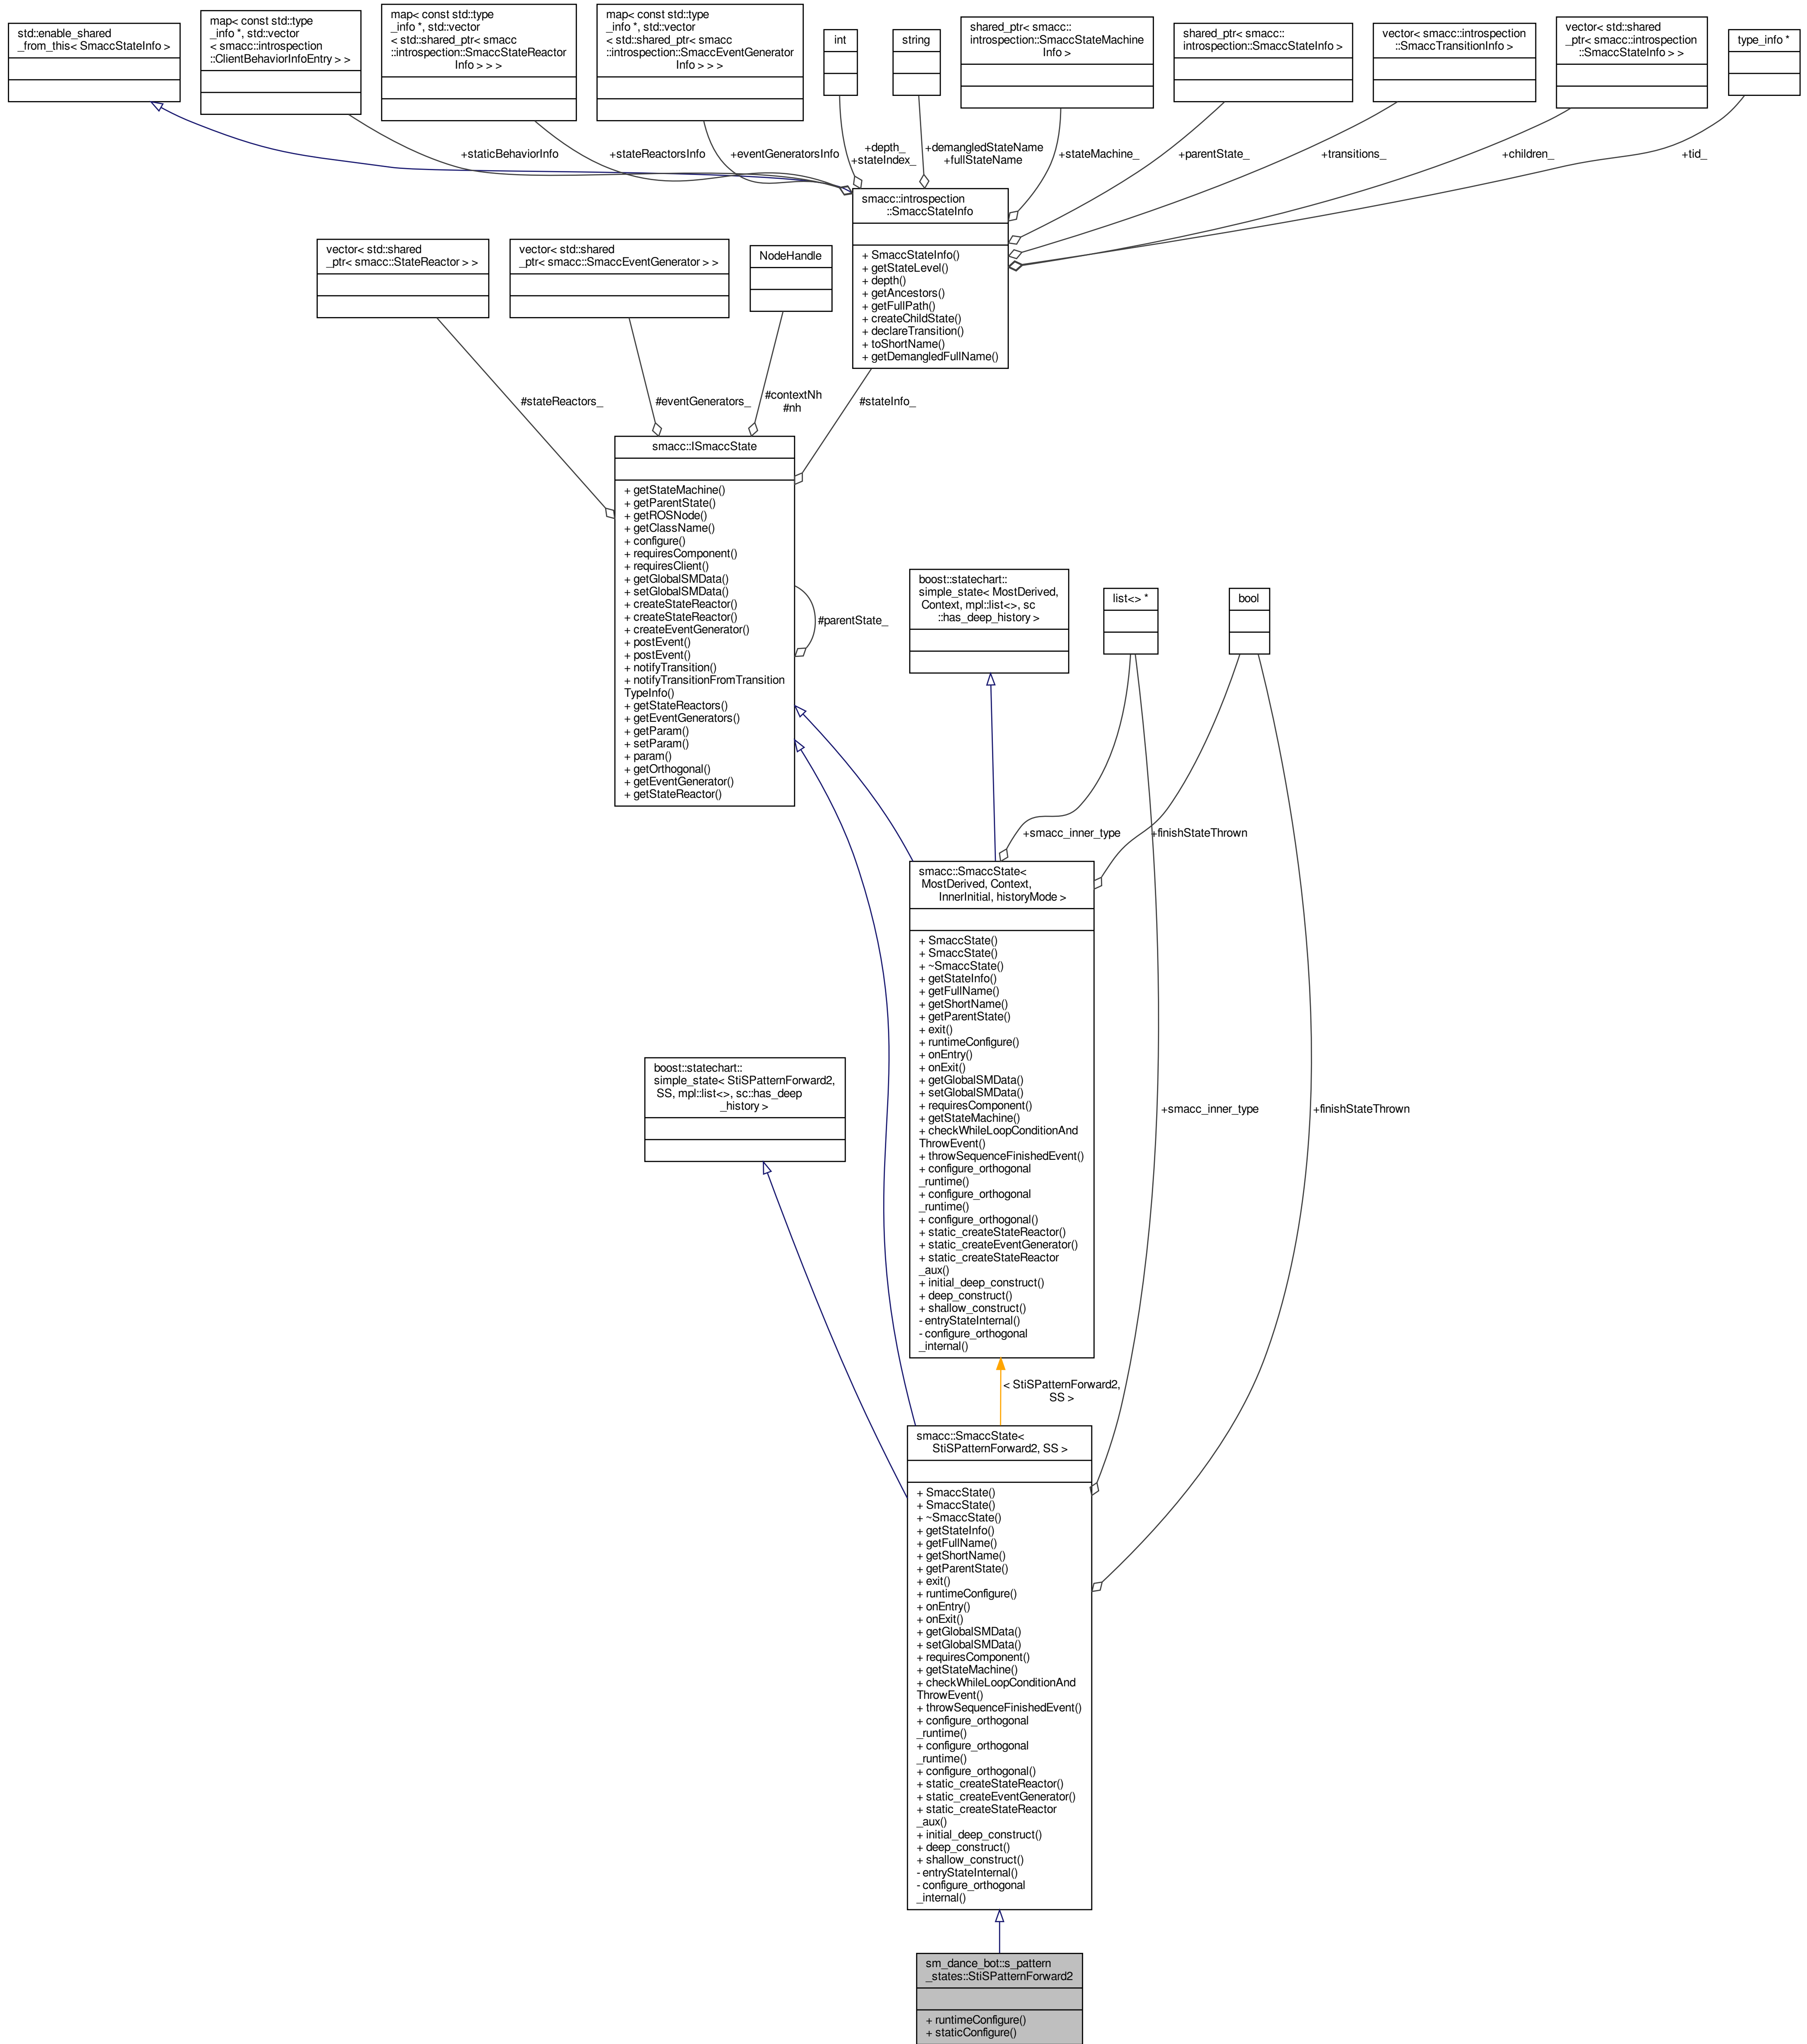 std::enable_shared
_from_this< SmaccStateInfo >
map< const std::type
_info *, std::vector
< smacc::introspection
::ClientBehaviorInfoEntry > >
map< const std::type
_info *, std::vector
< std::shared_ptr< smacc
::introspection::SmaccStateReactor
Info > > >
map< const std::type
_info *, std::vector
< std::shared_ptr< smacc
::introspection::SmaccEventGenerator
Info > > >
int
string
shared_ptr< smacc::
introspection::SmaccStateMachine
Info >
shared_ptr< smacc::
introspection::SmaccStateInfo >
vector< smacc::introspection
::SmaccTransitionInfo >
vector< std::shared
_ptr< smacc::introspection
::SmaccStateInfo > >
type_info *
+staticBehaviorInfo
+stateReactorsInfo
+eventGeneratorsInfo
+depth_
+stateIndex_
+demangledStateName
+fullStateName
+stateMachine_
+parentState_
+transitions_
+children_
+tid_
smacc::introspection
::SmaccStateInfo
+ SmaccStateInfo()
+ getStateLevel()
+ depth()
+ getAncestors()
+ getFullPath()
+ createChildState()
+ declareTransition()
+ toShortName()
+ getDemangledFullName()
vector< std::shared
_ptr< smacc::StateReactor > >
vector< std::shared
_ptr< smacc::SmaccEventGenerator > >
NodeHandle
#stateReactors_
#eventGenerators_
#contextNh
#nh
#stateInfo_
smacc::ISmaccState
+ getStateMachine()
+ getParentState()
+ getROSNode()
+ getClassName()
+ configure()
+ requiresComponent()
+ requiresClient()
+ getGlobalSMData()
+ setGlobalSMData()
+ createStateReactor()
+ createStateReactor()
+ createEventGenerator()
+ postEvent()
+ postEvent()
+ notifyTransition()
+ notifyTransitionFromTransition
TypeInfo()
+ getStateReactors()
+ getEventGenerators()
+ getParam()
+ setParam()
+ param()
+ getOrthogonal()
+ getEventGenerator()
+ getStateReactor()
#parentState_
boost::statechart::
simple_state< MostDerived,
Context, mpl::list<>, sc
::has_deep_history >
list<> *
bool
+smacc_inner_type
+finishStateThrown
smacc::SmaccState<
MostDerived, Context,
InnerInitial, historyMode >
+ SmaccState()
+ SmaccState()
+ ~SmaccState()
+ getStateInfo()
+ getFullName()
+ getShortName()
+ getParentState()
+ exit()
+ runtimeConfigure()
+ onEntry()
+ onExit()
+ getGlobalSMData()
+ setGlobalSMData()
+ requiresComponent()
+ getStateMachine()
+ checkWhileLoopConditionAnd
ThrowEvent()
+ throwSequenceFinishedEvent()
+ configure_orthogonal
_runtime()
+ configure_orthogonal
_runtime()
+ configure_orthogonal()
+ static_createStateReactor()
+ static_createEventGenerator()
+ static_createStateReactor
_aux()
+ initial_deep_construct()
+ deep_construct()
+ shallow_construct()
- entryStateInternal()
- configure_orthogonal
_internal()
boost::statechart::
simple_state< StiSPatternForward2,
SS, mpl::list<>, sc::has_deep
_history >
+smacc_inner_type
+finishStateThrown
< StiSPatternForward2,
SS >
smacc::SmaccState<
StiSPatternForward2, SS >
+ SmaccState()
+ SmaccState()
+ ~SmaccState()
+ getStateInfo()
+ getFullName()
+ getShortName()
+ getParentState()
+ exit()
+ runtimeConfigure()
+ onEntry()
+ onExit()
+ getGlobalSMData()
+ setGlobalSMData()
+ requiresComponent()
+ getStateMachine()
+ checkWhileLoopConditionAnd
ThrowEvent()
+ throwSequenceFinishedEvent()
+ configure_orthogonal
_runtime()
+ configure_orthogonal
_runtime()
+ configure_orthogonal()
+ static_createStateReactor()
+ static_createEventGenerator()
+ static_createStateReactor
_aux()
+ initial_deep_construct()
+ deep_construct()
+ shallow_construct()
- entryStateInternal()
- configure_orthogonal
_internal()
sm_dance_bot::s_pattern
_states::StiSPatternForward2
+ runtimeConfigure()
+ staticConfigure()